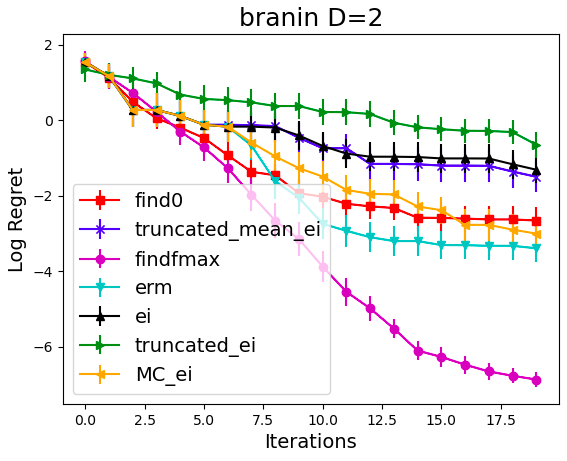 branin D=2
Log Regret
2
0
−2
−4
−6
find0
truncated_mean_ei
findfmax
erm
ei
truncated_ei
MC_ei
0.0 2.5 5.0 7.5 10.0 12.5 15.0 17.5
Iterations